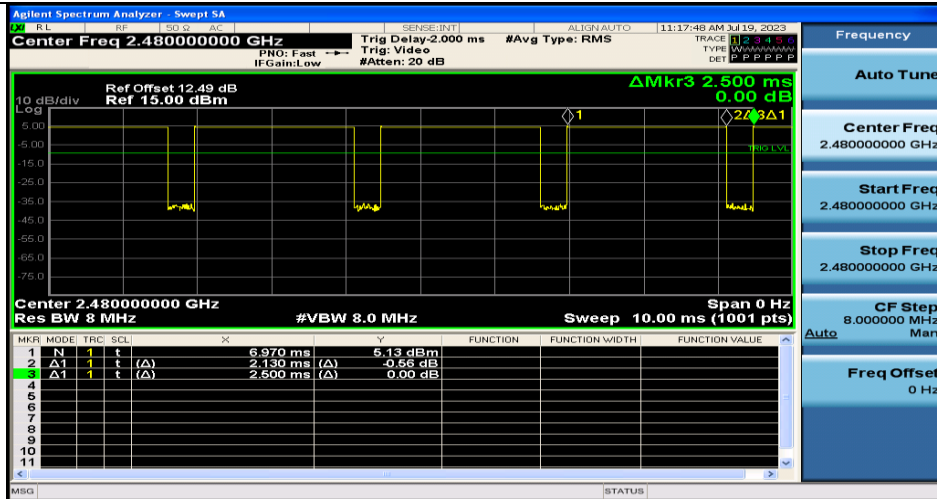 Agilent Spectrum Analyzer - Swept SA
LXI RL RF 50 Ω AC SENSE:INT ALIGNAUTO 11:17:48 AM Jul 19, 2023
Center Freq 2.480000000 GHz
PNO: Fast
IFGain:Low
Trig Delay-2.000 ms
Trig: Video
#Atten: 20 dB
#Avg Type: RMS
TRACE 1 2 3 4 5 6
TYPE W
DET P P P P P P
ΔMkr3 2.500 ms
0.00 dB
Ref Offset 12.49 dB
10 dB/div Ref 15.00 dBm
Log
1 2Δ 3Δ1
5.00
-5.00
TRIG LVL
-15.0
-25.0
-35.0
-45.0
-55.0
-65.0
-75.0
Center 2.480000000 GHz Span 0 Hz
Res BW 8 MHz #VBW 8.0 MHz Sweep 10.00 ms (1001 pts)
MKR MODE TRC SCL X Y FUNCTION FUNCTION WIDTH FUNCTION VALUE
1 N 1 t 6.970 ms 5.13 dBm
2 Δ1 1 t (Δ) 2.130 ms (Δ) -0.56 dB
3 Δ1 1 t (Δ) 2.500 ms (Δ) 0.00 dB
4
5
6
7
8
9
10
11
MSG STATUS
Frequency
Auto Tune
Center Freq
2.480000000 GHz
Start Freq
2.480000000 GHz
Stop Freq
2.480000000 GHz
CF Step
8.000000 MHz
Auto Man
Freq Offset
0 Hz